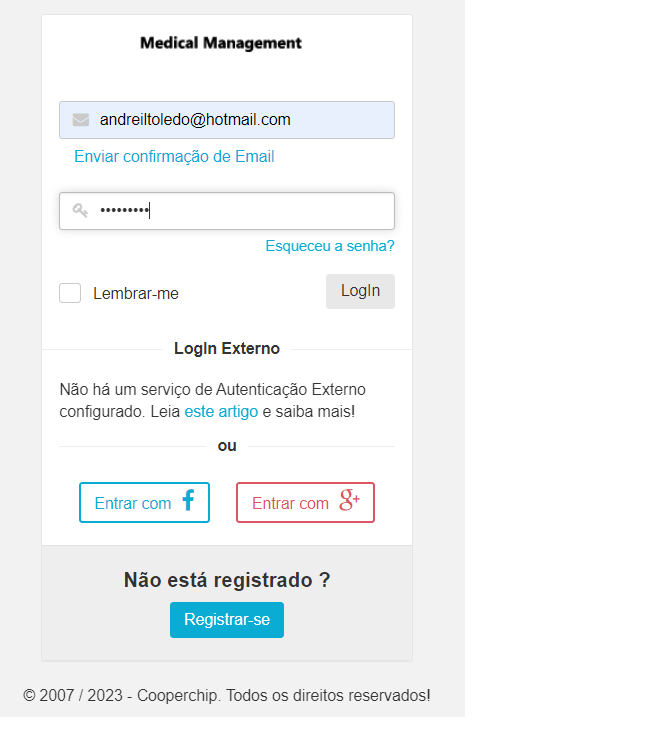 Medical Management
andreiltoledo@hotmail.com
Enviar confirmação de Email
•••••••••
Esqueceu a senha?
Lembrar-me
LogIn
LogIn Externo
Não há um serviço de Autenticação Externo
configurado. Leia este artigo e saiba mais!
ou
Entrar com f
Entrar com g+
Não está registrado ?
Registrar-se
© 2007 / 2023 - Cooperchip. Todos os direitos reservados!